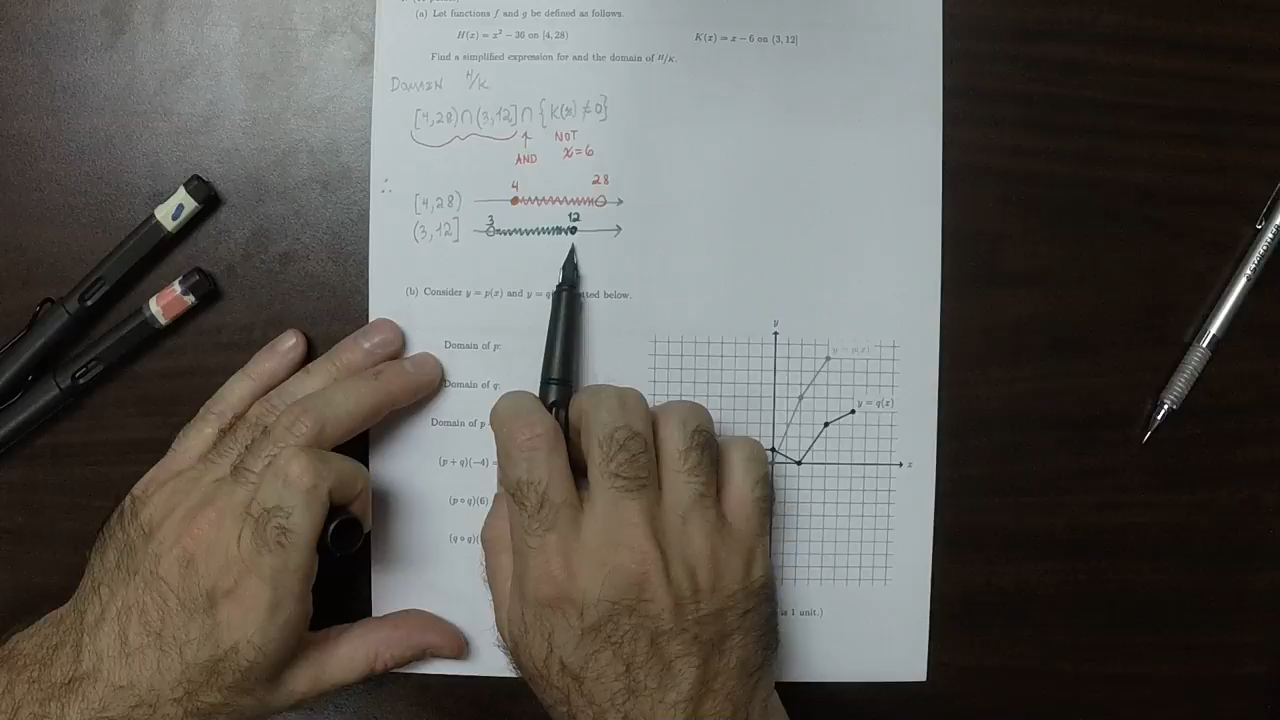 (a) Let functions f and g be defined as follows.
H(x) = x² − 36 on [4, 28) K(x) = x − 6 on (3, 12]
Find a simplified expression for and the domain of H/K.
DOMAIN H/K
[4,28) ∩ (3,12] ∩ {K(x) ≠ 0}
↑ NOT
AND x=6
∴ 4 28
[4,28)
3 12
(3,12]
(b) Consider y = p(x) and y = below.
y
Domain of p: y = p(x)
Domain of q:
y = q(x)
Domain of p
(p + q)(−4) = x
(p ∘ q)(6)
(q ∘ q)(
is 1 unit.)
STAEDTLER